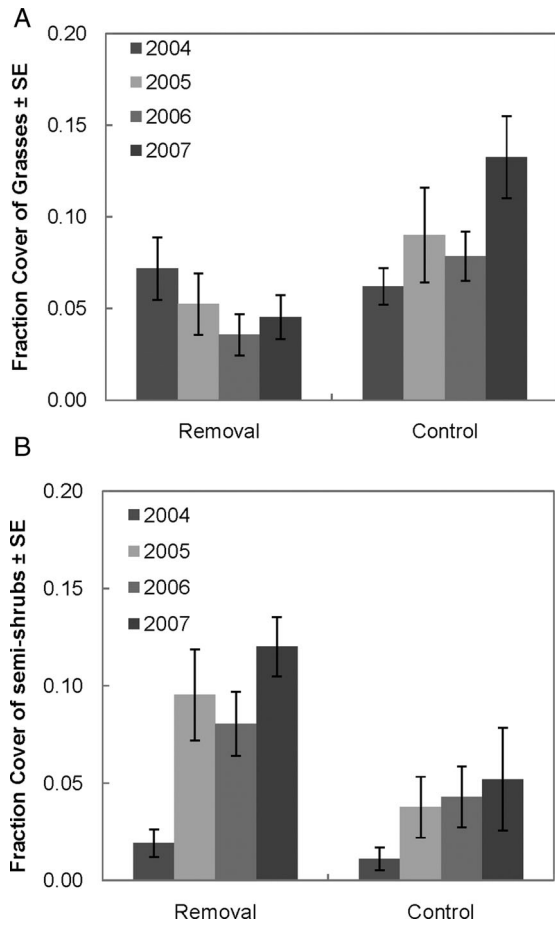 A
Fraction Cover of Grasses ± SE
0.20
0.15
0.10
0.05
0.00
2004
2005
2006
2007
Removal
Control
B
Fraction Cover of semi-shrubs ± SE
0.20
0.15
0.10
0.05
0.00
2004
2005
2006
2007
Removal
Control